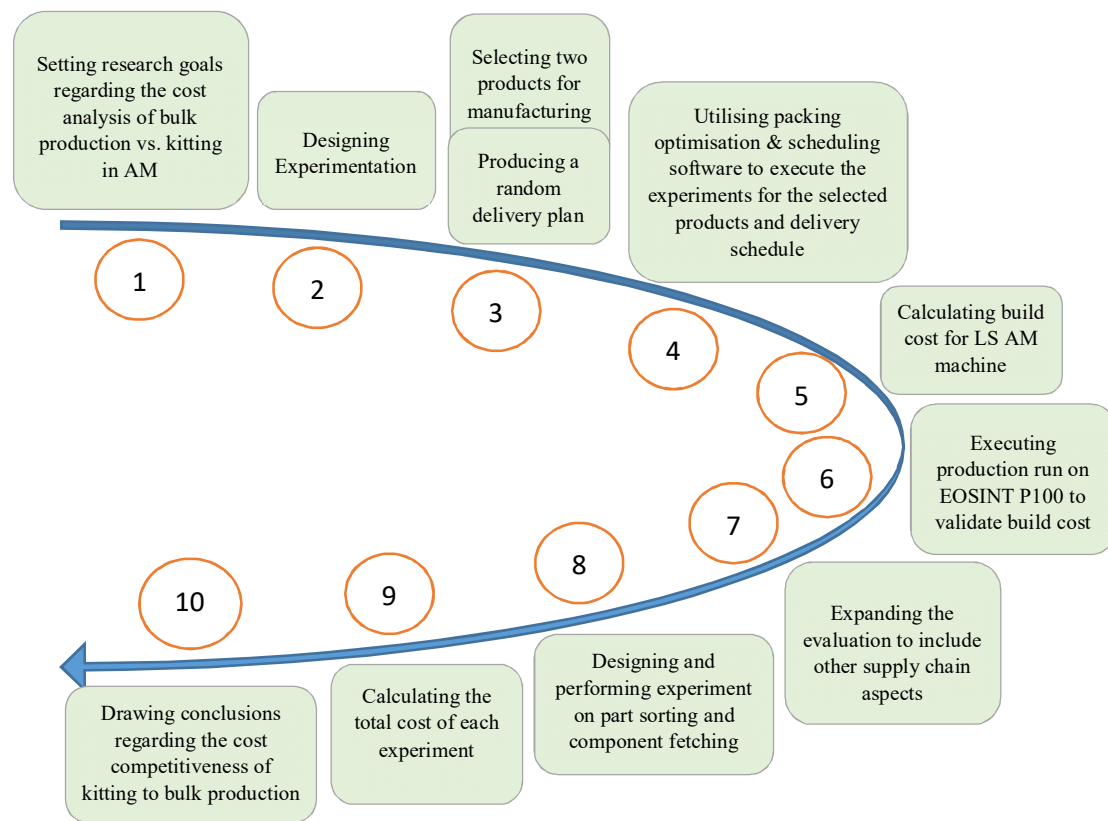 Setting research goals
regarding the cost
analysis of bulk
production vs. kitting
in AM
Designing
Experimentation
Selecting two
products for
manufacturing
Producing a
random
delivery plan
Utilising packing
optimisation & scheduling
software to execute the
experiments for the
selected products and
delivery schedule
1
2
3
4
Calculating build
cost for LS AM
machine
5
Executing
production run on
EOSINT P100 to
validate build cost
6
7
Expanding the
evaluation to include
other supply chain
aspects
8
Designing and
performing experiment
on part sorting and
component fetching
9
Calculating the
total cost of each
experiment
10
Drawing conclusions
regarding the cost
competitiveness of
kitting to bulk production